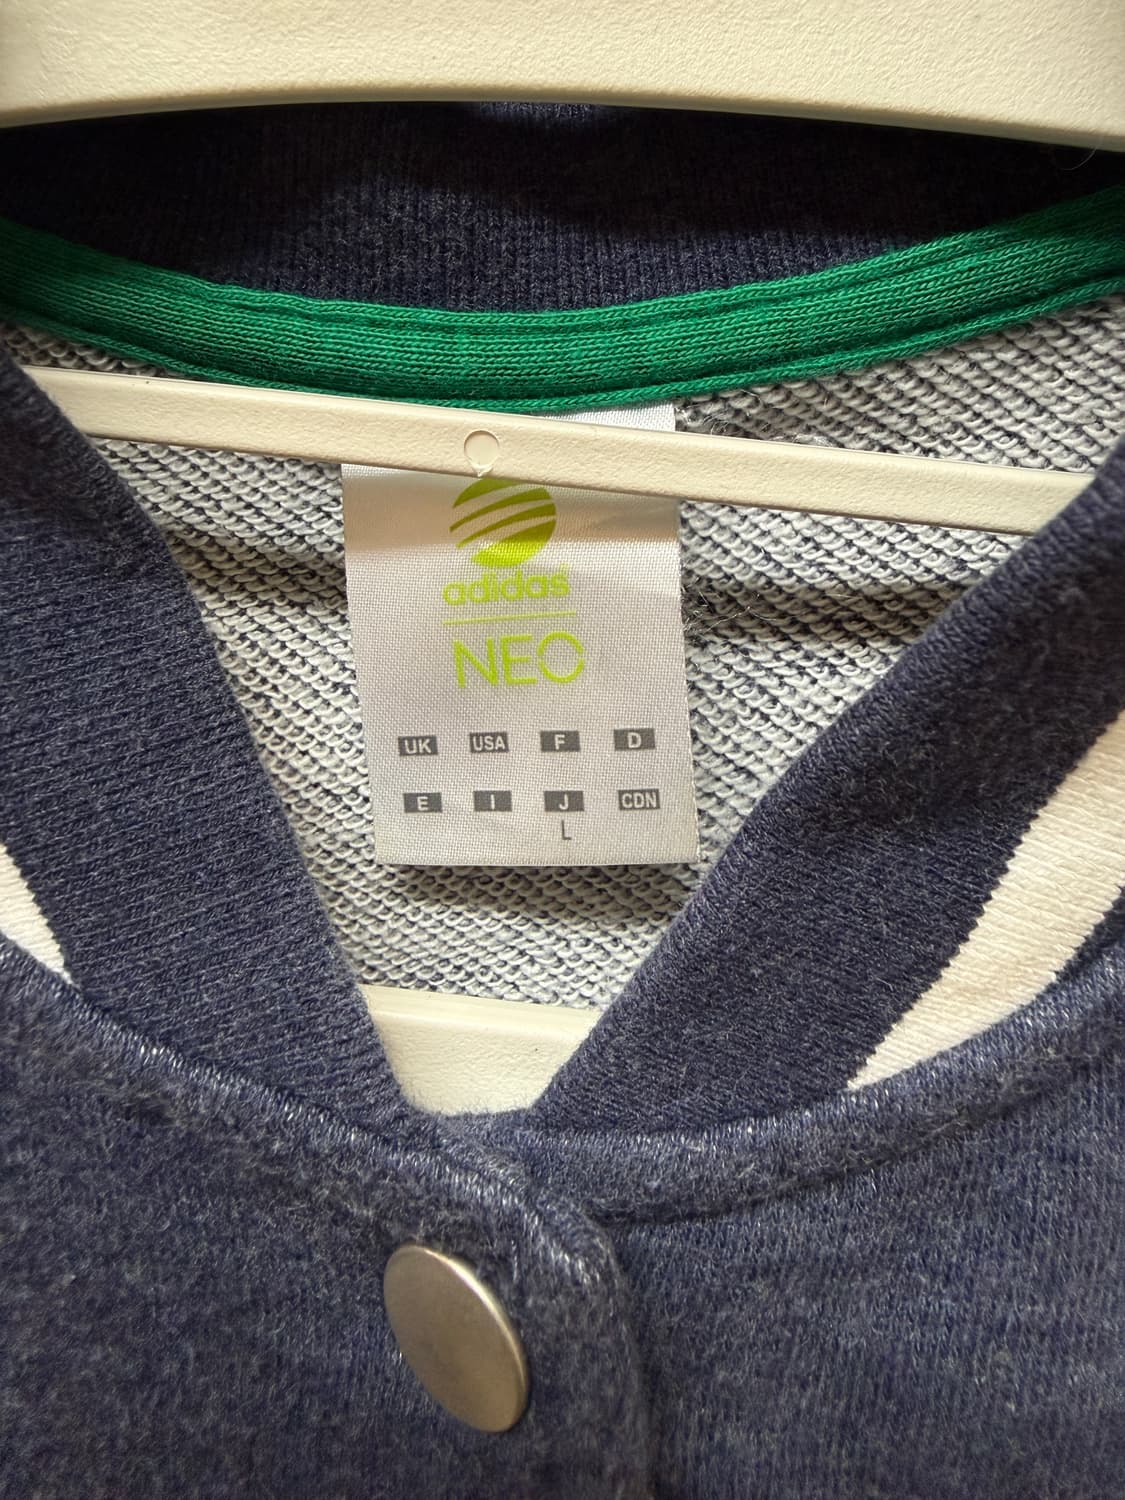 adidas
NEO
UK USA F D
E I J CDN
L